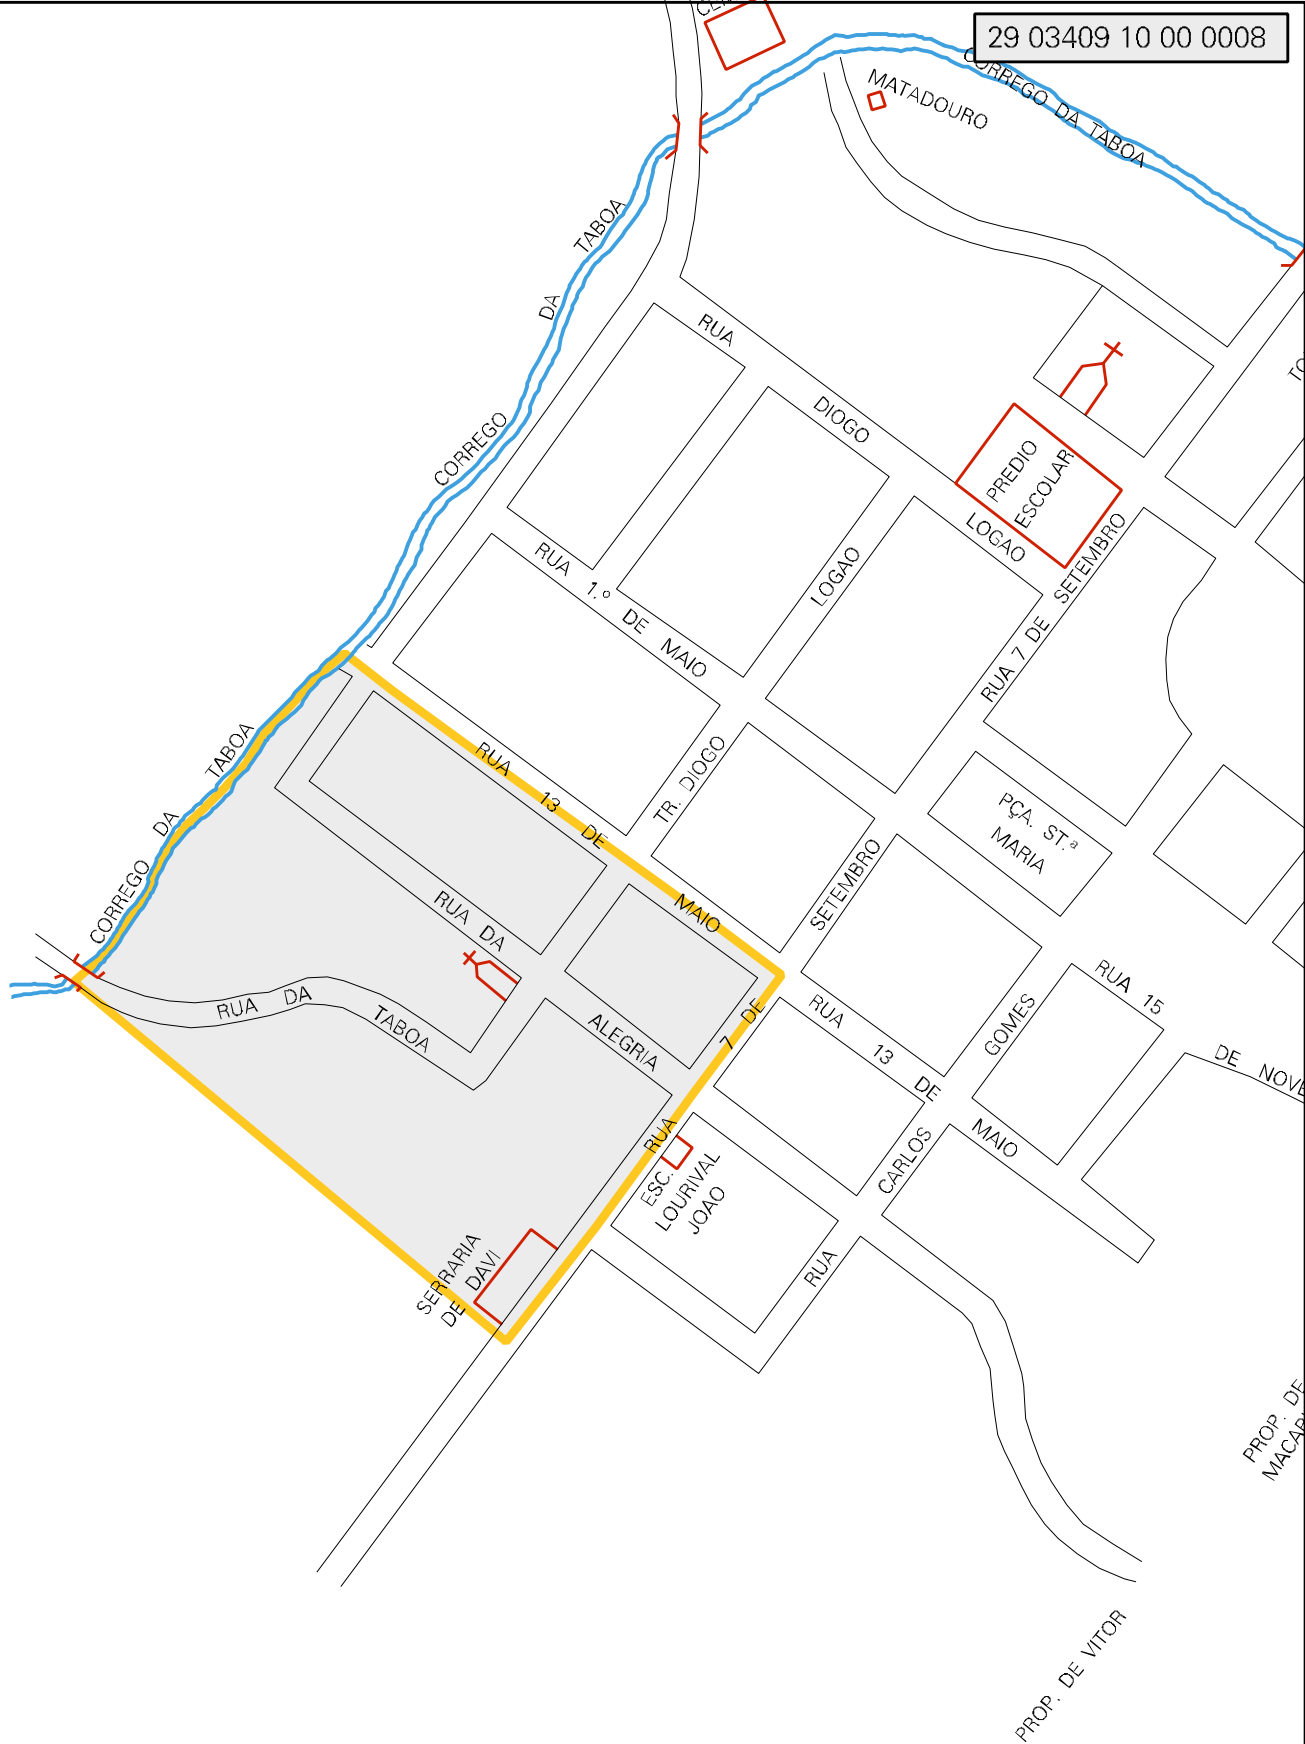 29 03409 10 00 0008
MATADOURO
CORREGO DA TABOA
CORREGO DA TABOA
RUA DIOGO LOGAO
PREDIO
ESCOLAR
RUA 1.º DE MAIO
TR. DIOGO LOGAO
RUA 7 DE SETEMBRO
PÇA. ST.ª
MARIA
CORREGO DA TABOA
RUA 13 DE MAIO
RUA DA ALEGRIA
RUA DA TABOA
RUA 7 DE SETEMBRO
RUA 13 DE MAIO
RUA CARLOS GOMES
RUA 15 DE
ESC.
LOURIVAL
JOAO
SERRARIA
DE DAVI
PROP. DE
PROP. DE VITOR